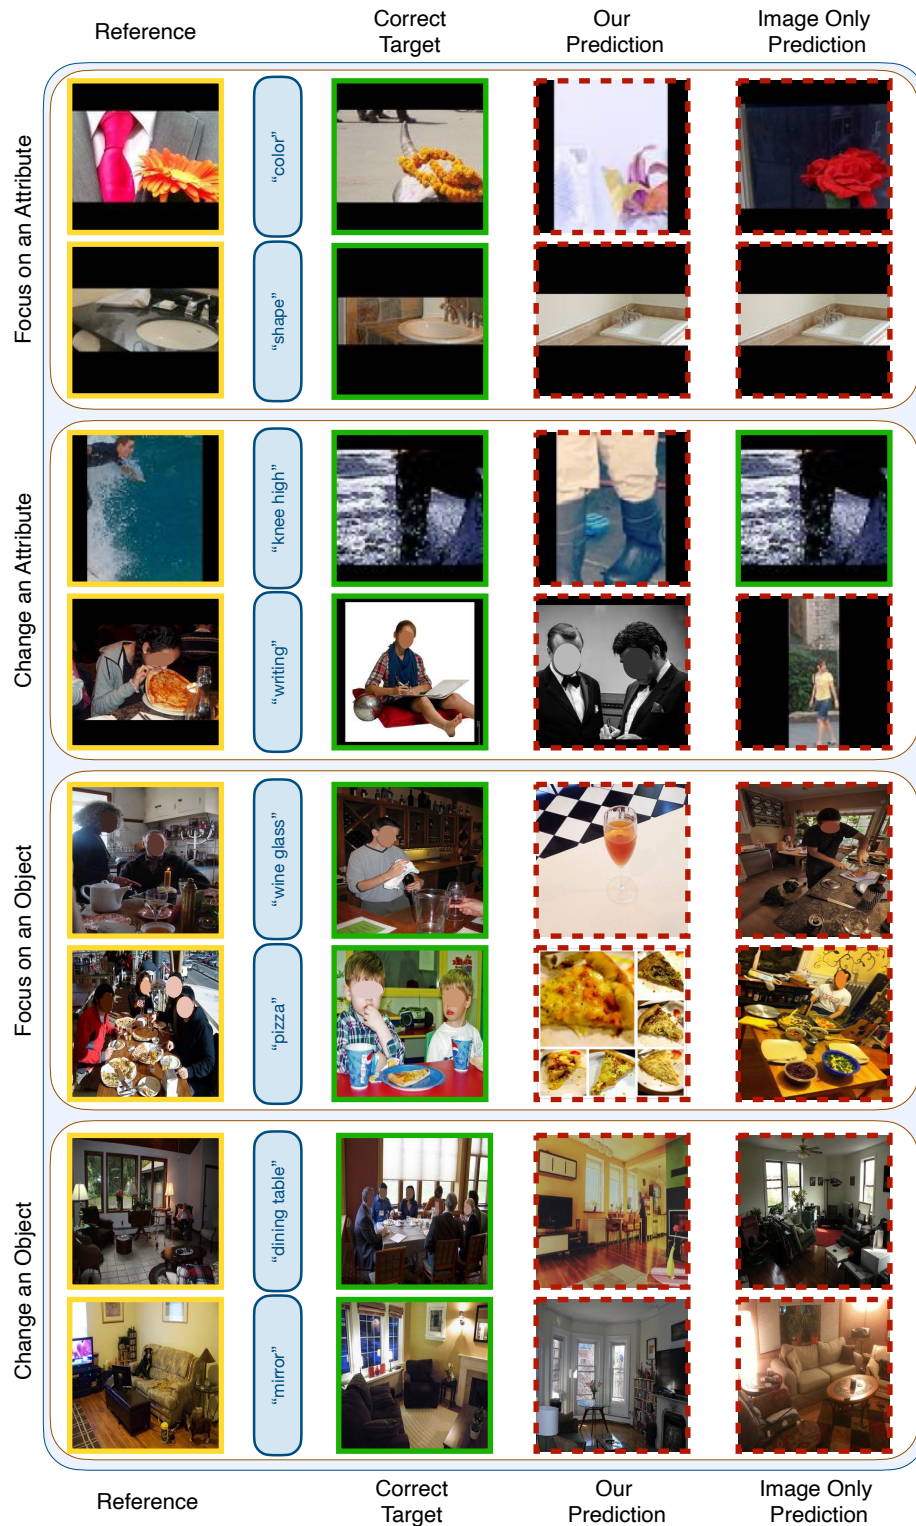 Reference
Correct
Target
Our
Prediction
Image Only
Prediction
Focus on an Attribute
“color”
“shape”
Change an Attribute
“knee high”
“writing”
Focus on an Object
“wine glass”
“pizza”
Change an Object
“dining table”
“mirror”
Reference
Correct
Target
Our
Prediction
Image Only
Prediction